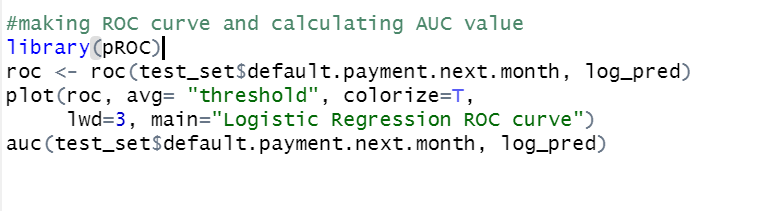 #making ROC curve and calculating AUC value
library(pROC)
roc <- roc(test_set$default.payment.next.month, log_pred)
plot(roc, avg= "threshold", colorize=T,
     lwd=3, main="Logistic Regression ROC curve")
auc(test_set$default.payment.next.month, log_pred)